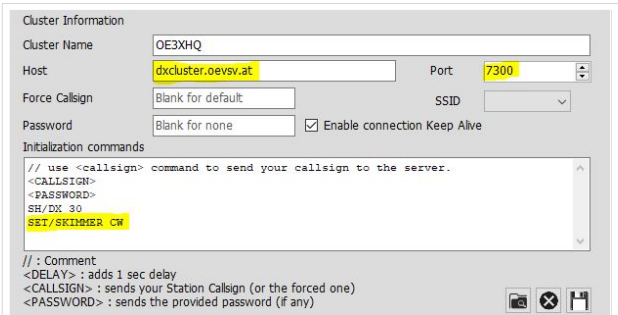 Cluster Information
Cluster Name OE3XHQ
Host dxcluster.oevsv.at Port 7300
Force Callsign Blank for default SSID
Password Blank for none Enable connection Keep Alive
Initialization commands
// use <callsign> command to send your callsign to the server.
<CALLSIGN>
<PASSWORD>
SH/DX 30
SET/SKIMMER CW
// : Comment
<DELAY> : adds 1 sec delay
<CALLSIGN> : sends your Station Callsign (or the forced one)
<PASSWORD> : sends the provided password (if any)